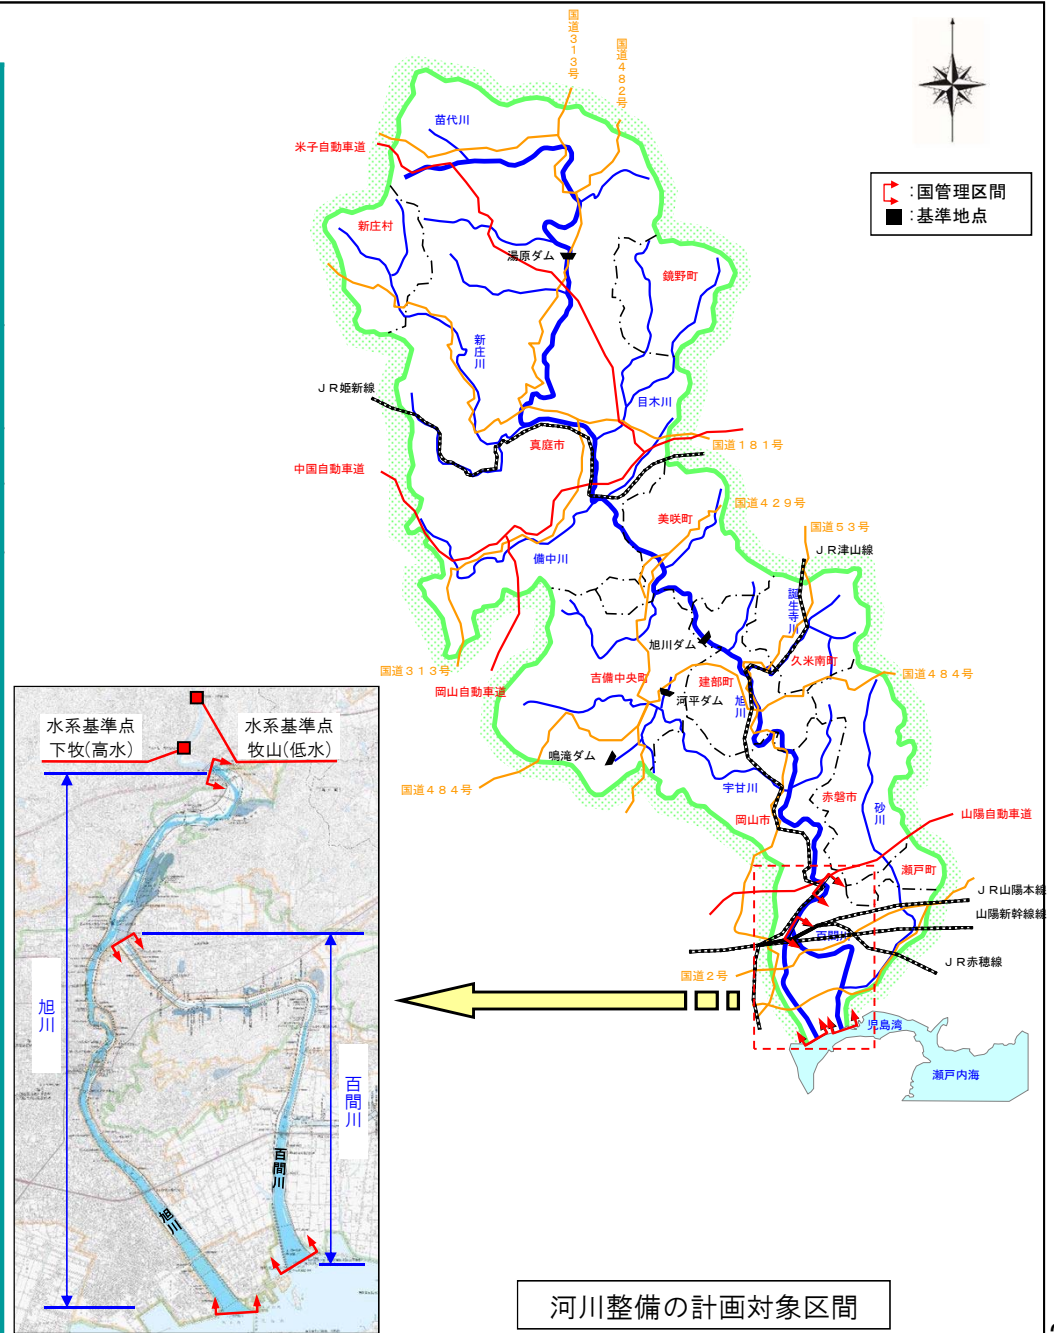 国道313号
国道482号
苗代川
米子自動車道
:国管理区間
:基準地点
新庄村
湯原ダム
鏡野町
新庄川
JR姫新線
目木川
真庭市
国道181号
中国自動車道
国道429号
美咲町
国道53号
JR津山線
備中川
誕生寺川
旭川ダム
久米南町
国道313号
吉備中央町
建部町
国道484号
岡山自動車道
河平ダム
旭川
鳴滝ダム
宇甘川
国道484号
赤磐市
砂川
岡山市
山陽自動車道
瀬戸町
JR山陽本線
山陽新幹線線
百間川
JR赤穂線
国道2号
児島湾
瀬戸内海
水系基準点
下牧(高水)
水系基準点
牧山(低水)
旭川
百間川
百間川
旭川
河川整備の計画対象区間